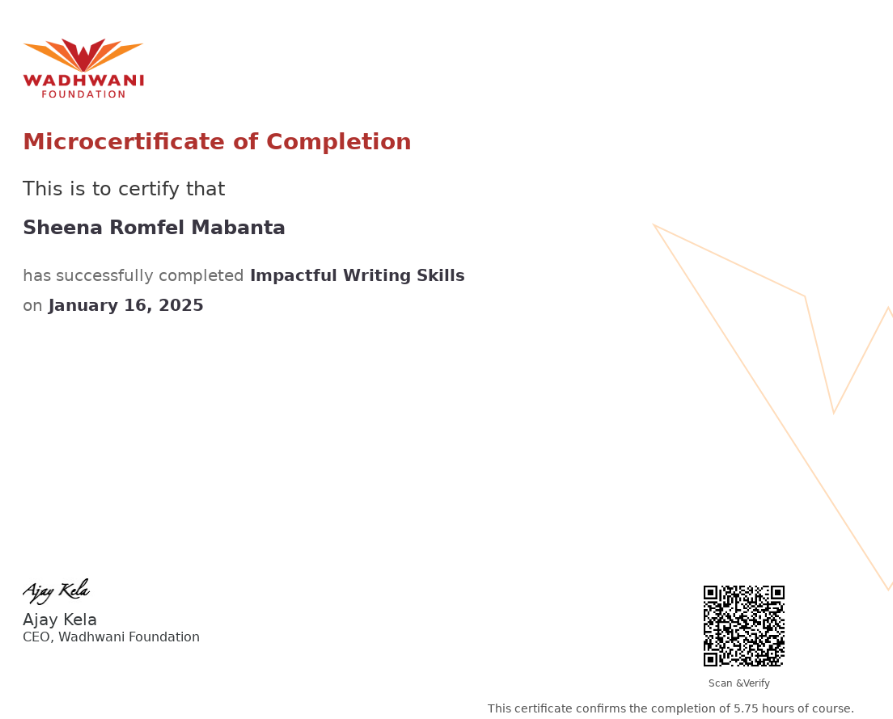 WADHWANI
FOUNDATION
Microcertificate of Completion
This is to certify that
Sheena Romfel Mabanta
has successfully completed Impactful Writing Skills
on January 16, 2025
Ajay Kela
Ajay Kela
CEO, Wadhwani Foundation
Scan &Verify
This certificate confirms the completion of 5.75 hours of course.